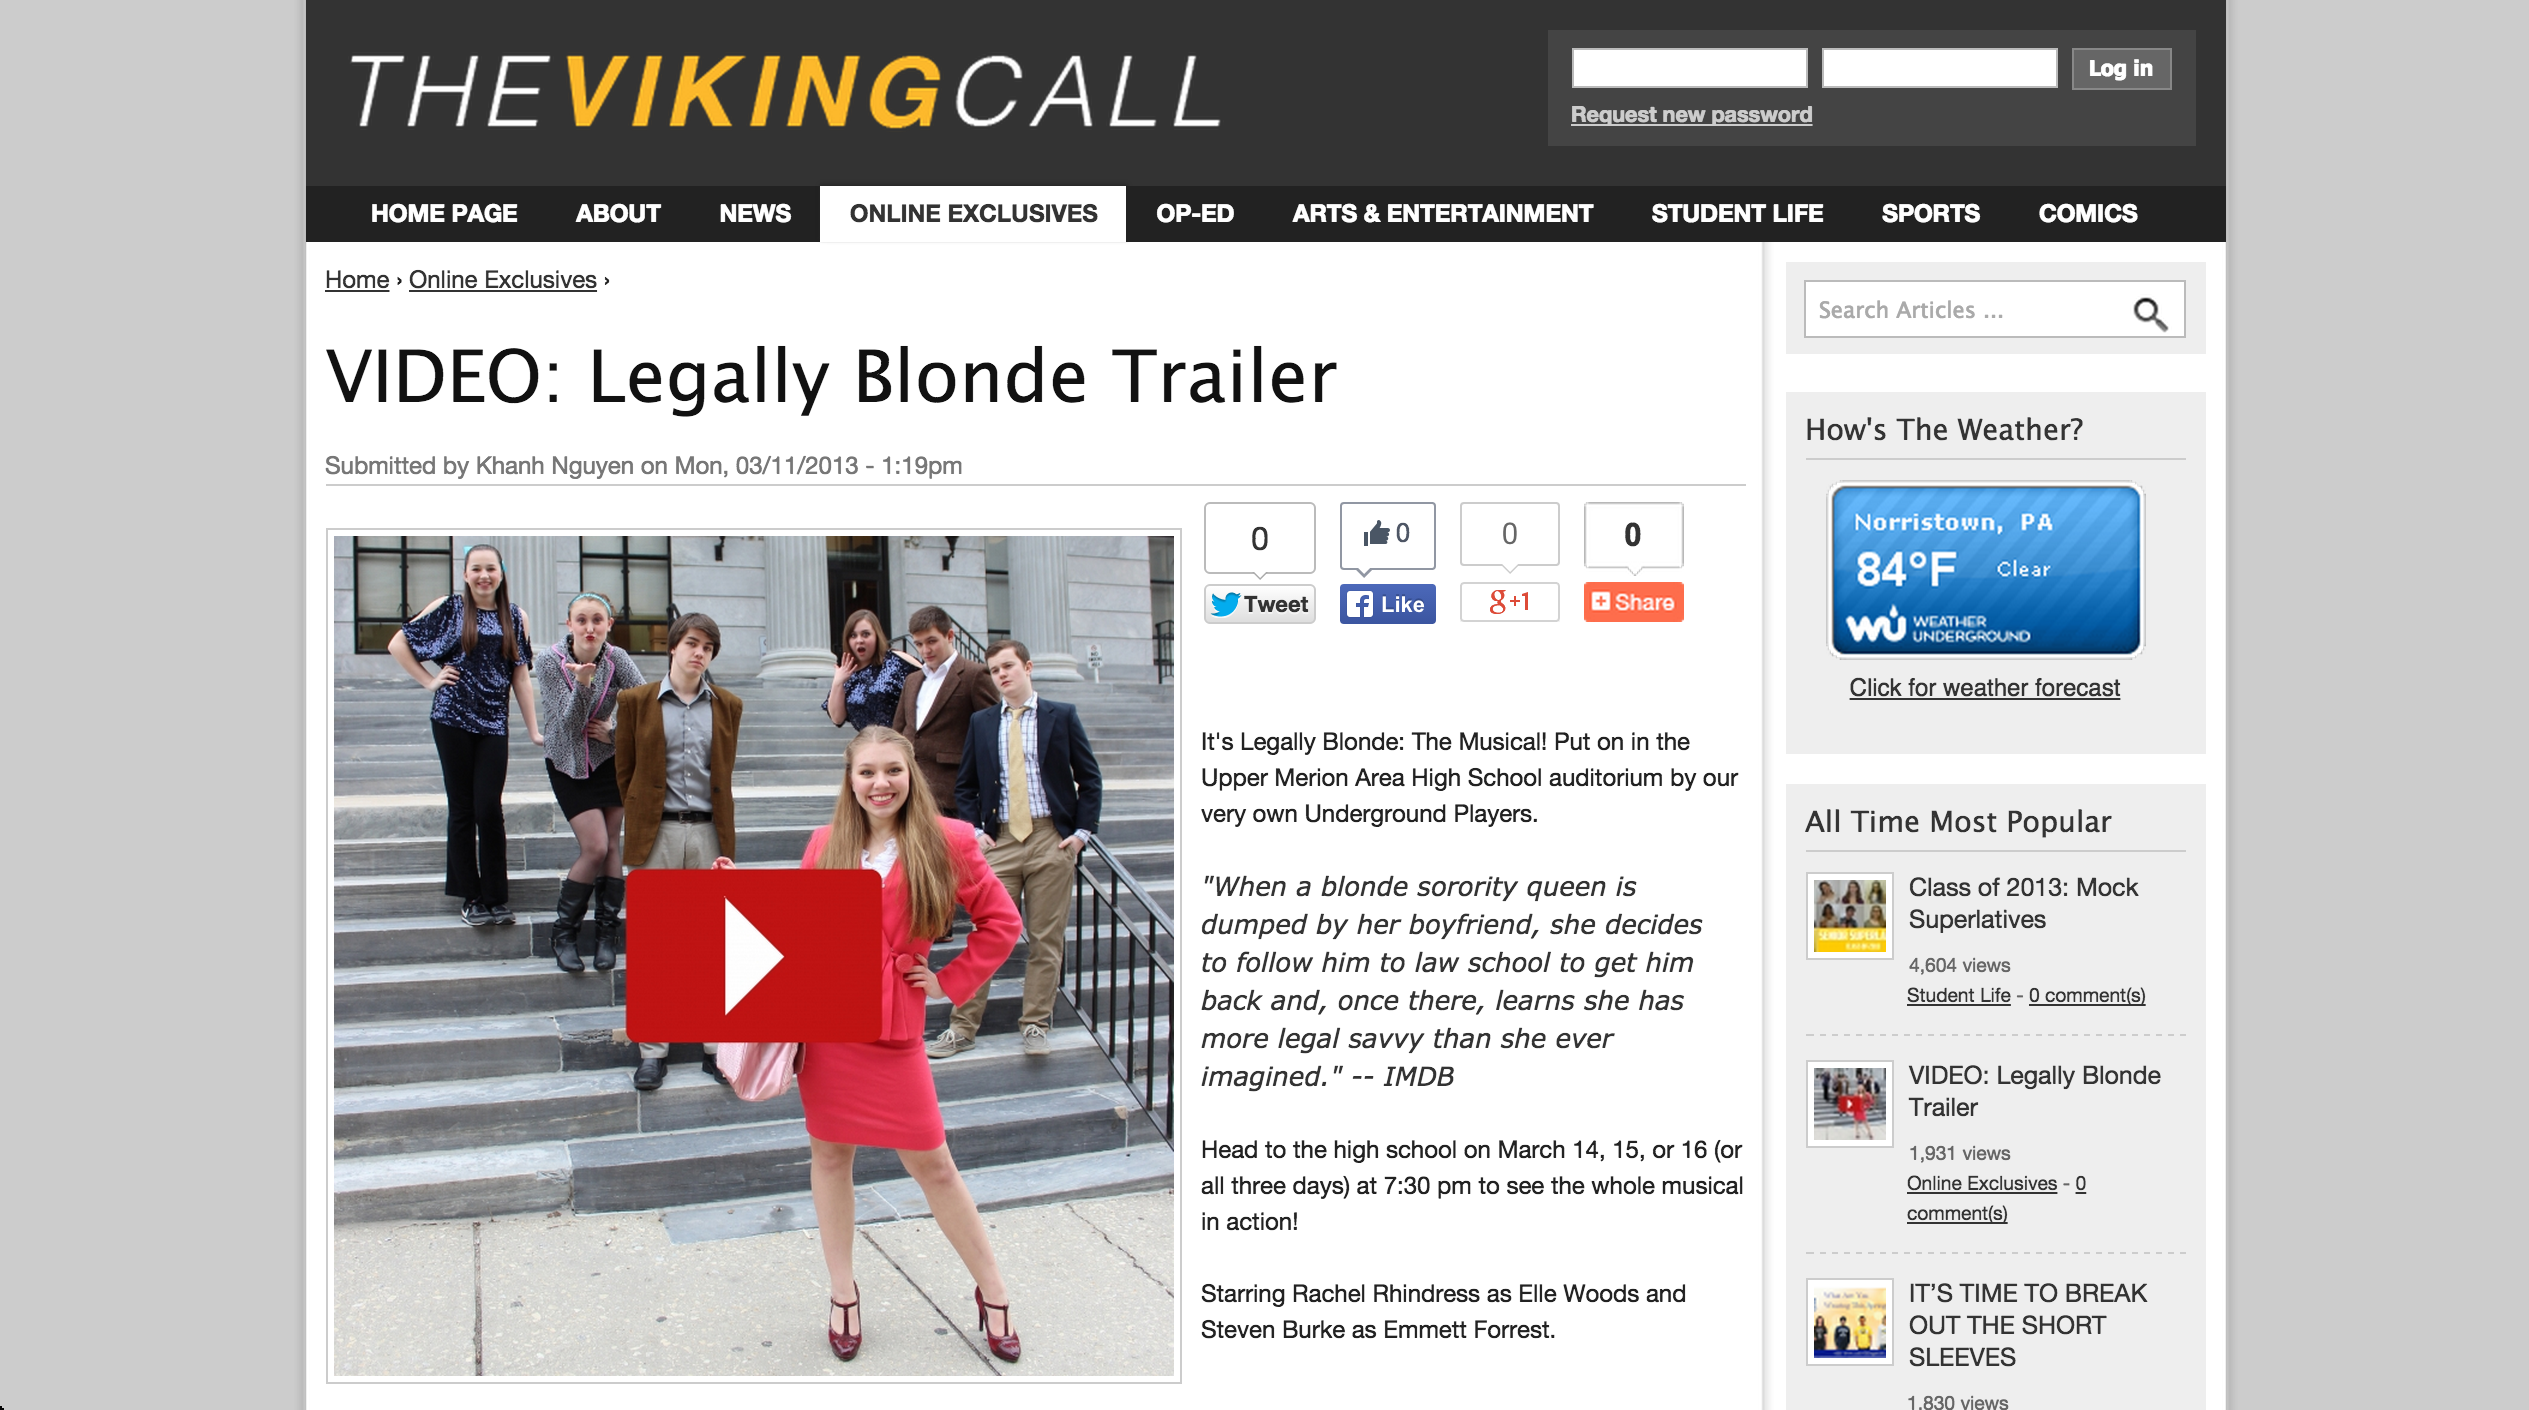 THEVIKINGCALL
Log in
Request new password
HOME PAGE ABOUT NEWS ONLINE EXCLUSIVES OP-ED ARTS & ENTERTAINMENT STUDENT LIFE SPORTS COMICS
Home › Online Exclusives ›
VIDEO: Legally Blonde Trailer
Submitted by Khanh Nguyen on Mon, 03/11/2013 - 1:19pm
0 0 0 0
Tweet Like g+1 Share
It's Legally Blonde: The Musical! Put on in the
Upper Merion Area High School auditorium by our
very own Underground Players.
"When a blonde sorority queen is
dumped by her boyfriend, she decides
to follow him to law school to get him
back and, once there, learns she has
more legal savvy than she ever
imagined." -- IMDB
Head to the high school on March 14, 15, or 16 (or
all three days) at 7:30 pm to see the whole musical
in action!
Starring Rachel Rhindress as Elle Woods and
Steven Burke as Emmett Forrest.
Search Articles ...
How's The Weather?
Norristown, PA
84°F Clear
WU WEATHER
UNDERGROUND
Click for weather forecast
All Time Most Popular
Class of 2013: Mock
Superlatives
4,604 views
Student Life - 0 comment(s)
VIDEO: Legally Blonde
Trailer
1,931 views
Online Exclusives - 0
comment(s)
IT’S TIME TO BREAK
OUT THE SHORT
SLEEVES
1,830 views